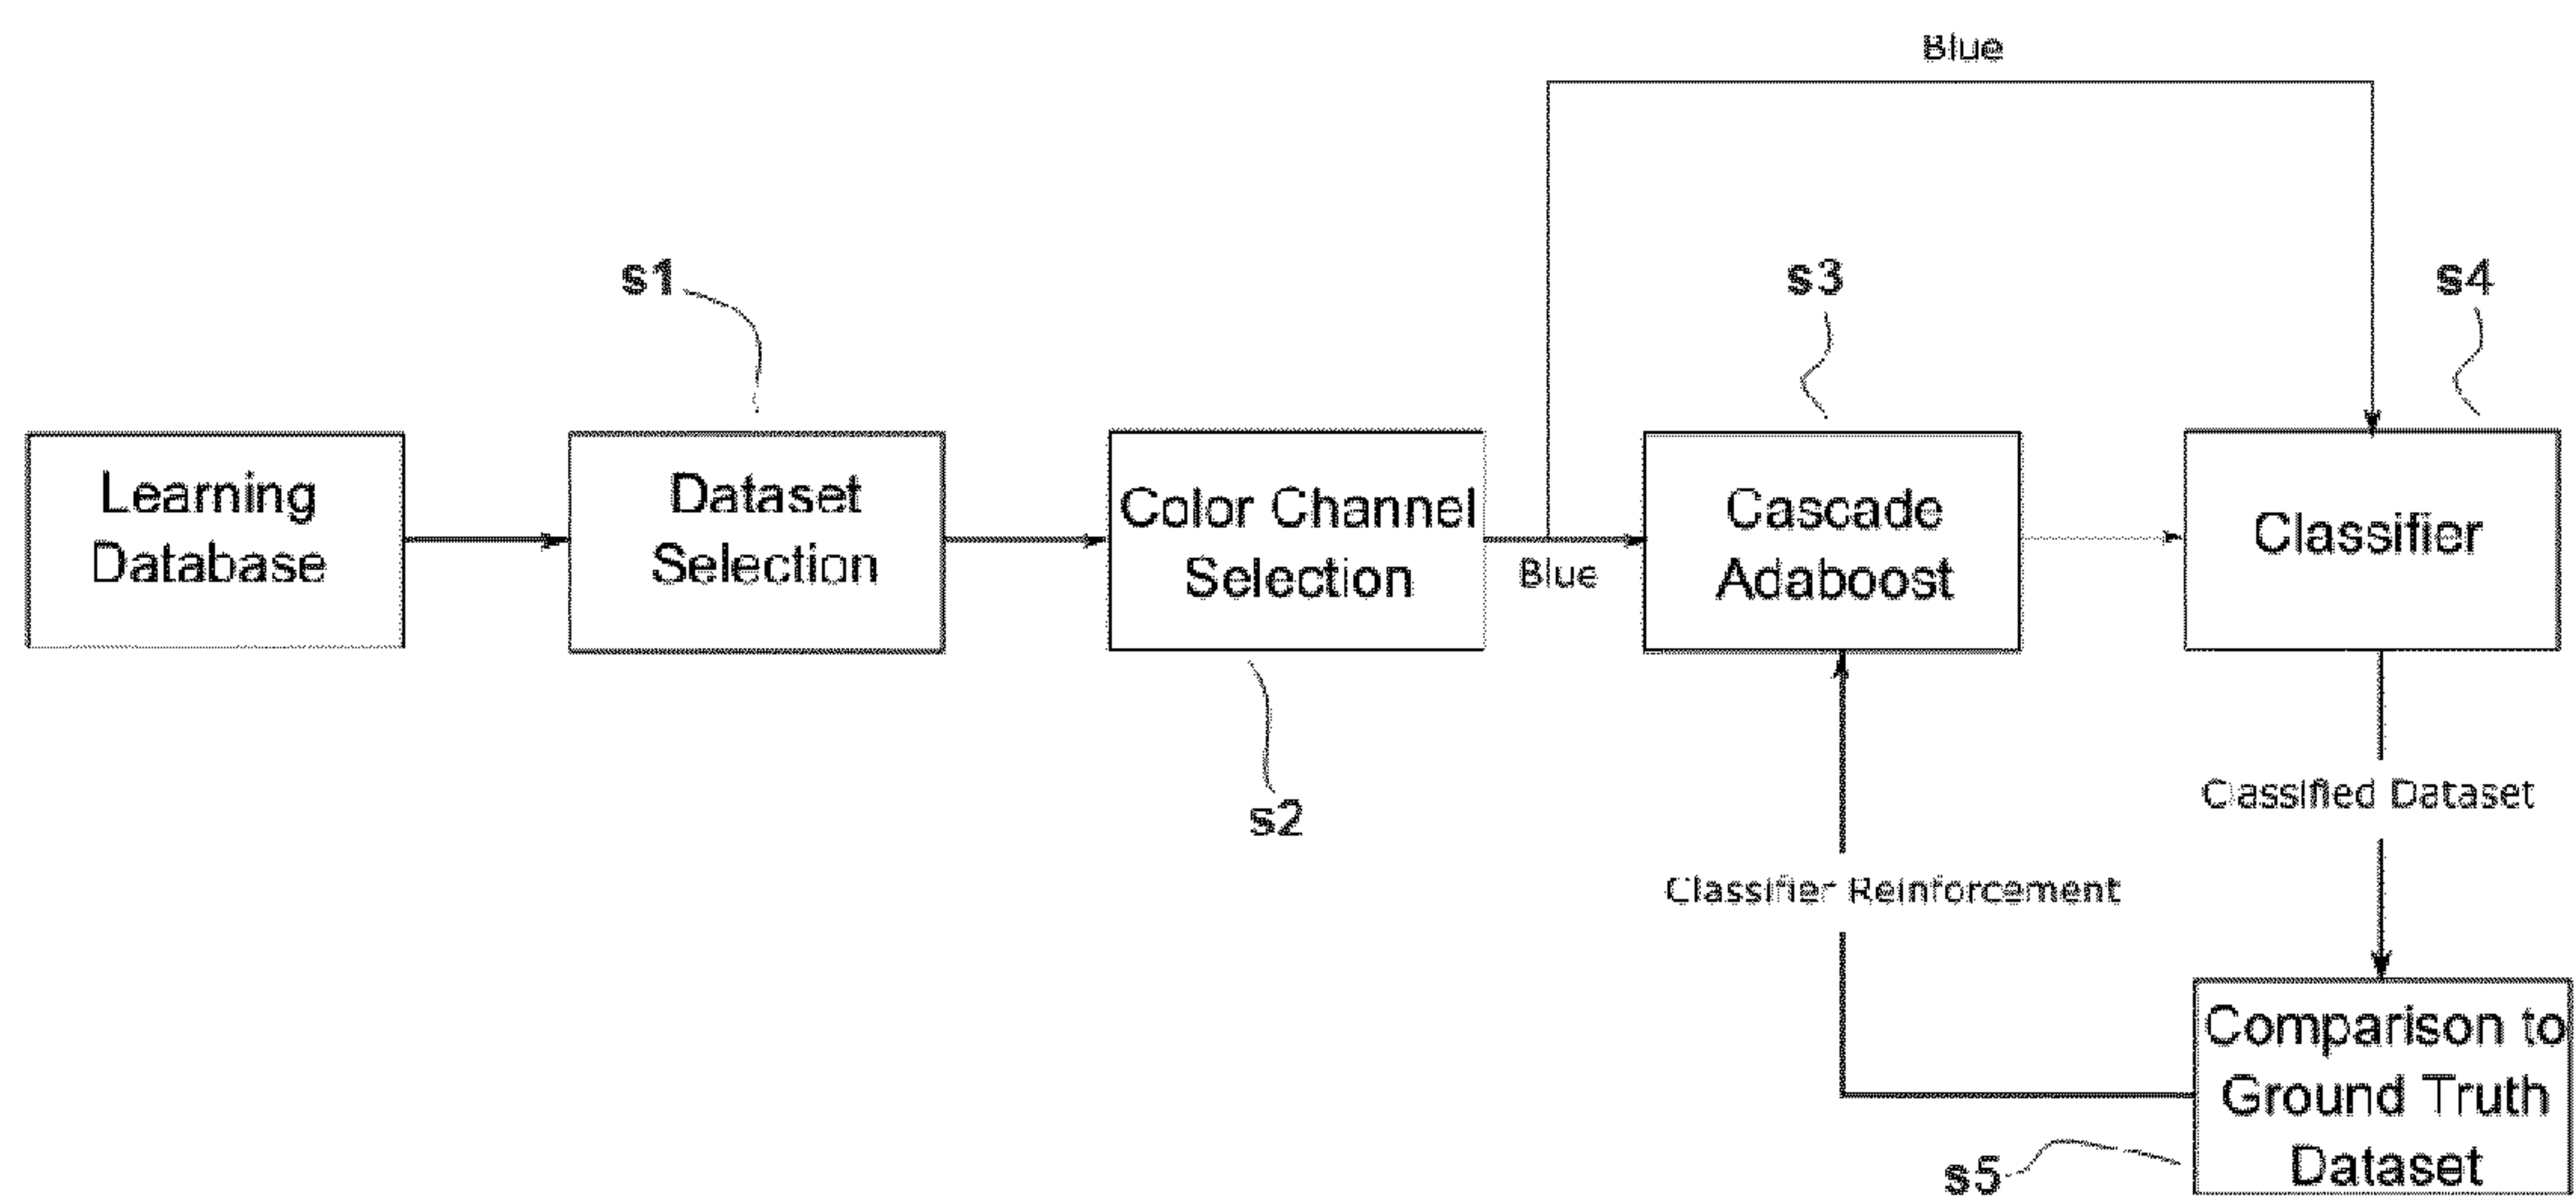 Blue
s1
s3
s4
Learning
Database
Dataset
Selection
Color Channel
Selection
Blue
Cascade
Adaboost
Classifier
s2
Classified Dataset
Classifier Reinforcement
Comparison to
Ground Truth
Dataset
s5